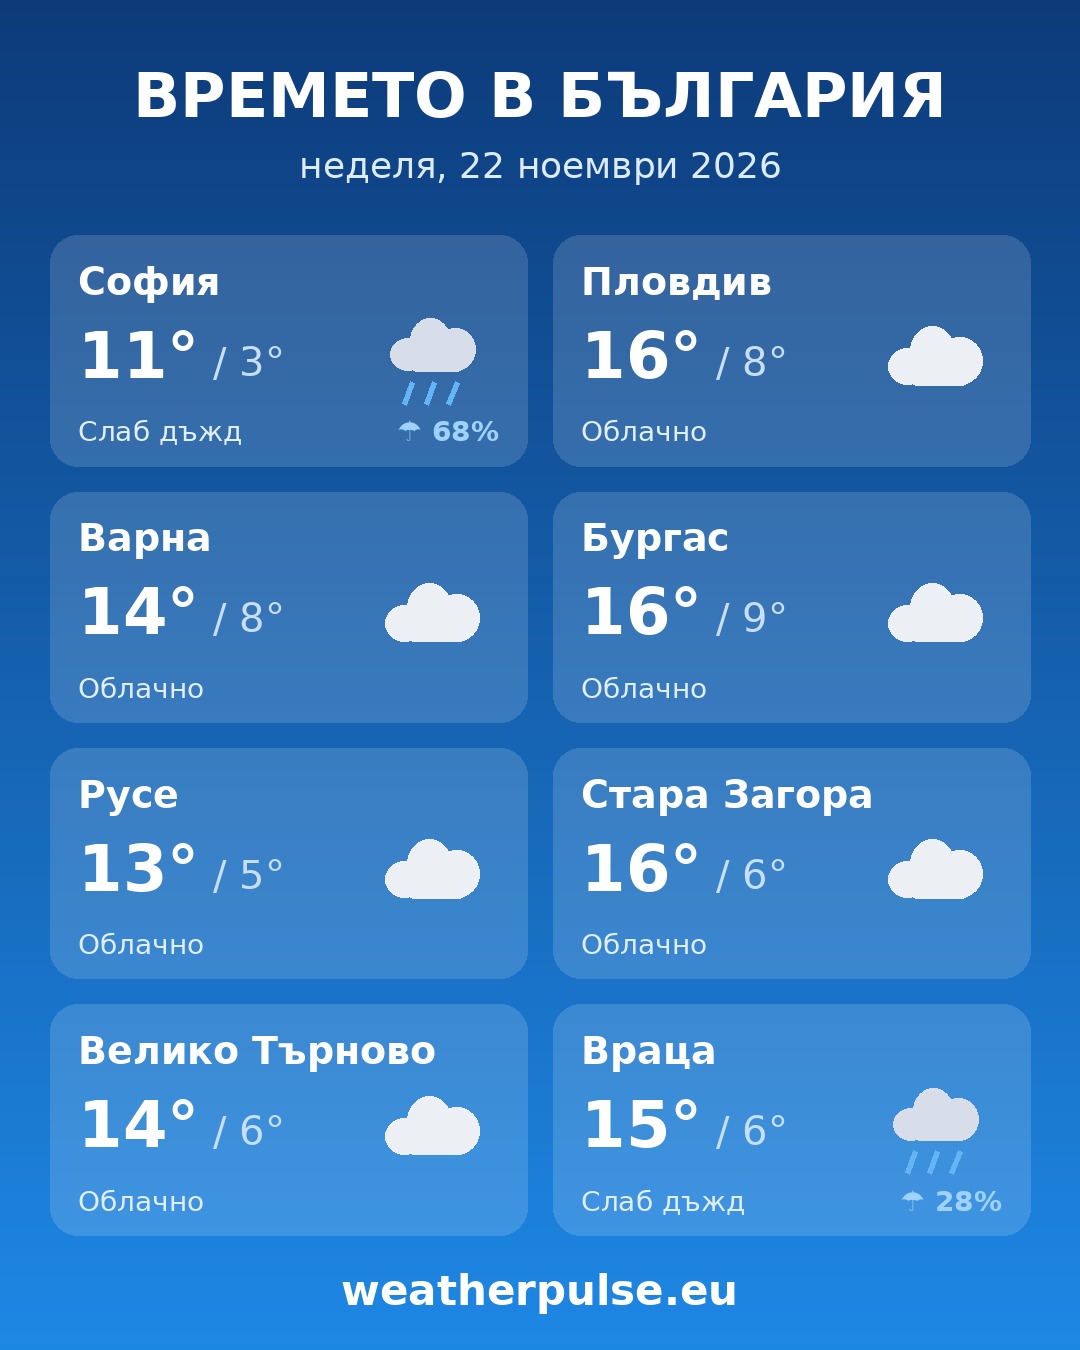 ВРЕМЕТО В БЪЛГАРИЯ
неделя, 22 ноември 2026
София
11° / 3°
Слаб дъжд
☂ 68%
Пловдив
16° / 8°
Облачно
Варна
14° / 8°
Облачно
Бургас
16° / 9°
Облачно
Русе
13° / 5°
Облачно
Стара Загора
16° / 6°
Облачно
Велико Търново
14° / 6°
Облачно
Враца
15° / 6°
Слаб дъжд
☂ 28%
weatherpulse.eu